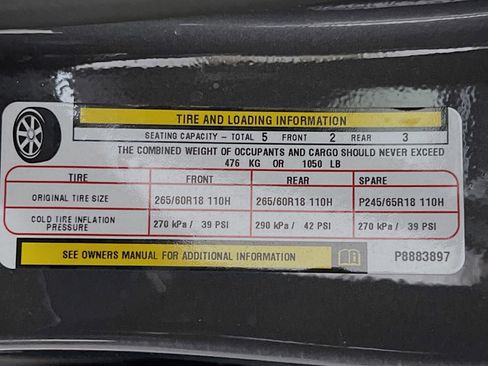 TIRE AND LOADING INFORMATION
SEATING CAPACITY - TOTAL 5 FRONT 2 REAR 3
THE COMBINED WEIGHT OF OCCUPANTS AND CARGO SHOULD NEVER EXCEED
476 KG OR 1050 LB
TIRE FRONT REAR SPARE
ORIGINAL TIRE SIZE 265/60R18 110H 265/60R18 110H P245/65R18 110H
COLD TIRE INFLATION PRESSURE 270 kPa / 39 PSI 290 kPa / 42 PSI 270 kPa / 39 PSI
SEE OWNERS MANUAL FOR ADDITIONAL INFORMATION P8883897